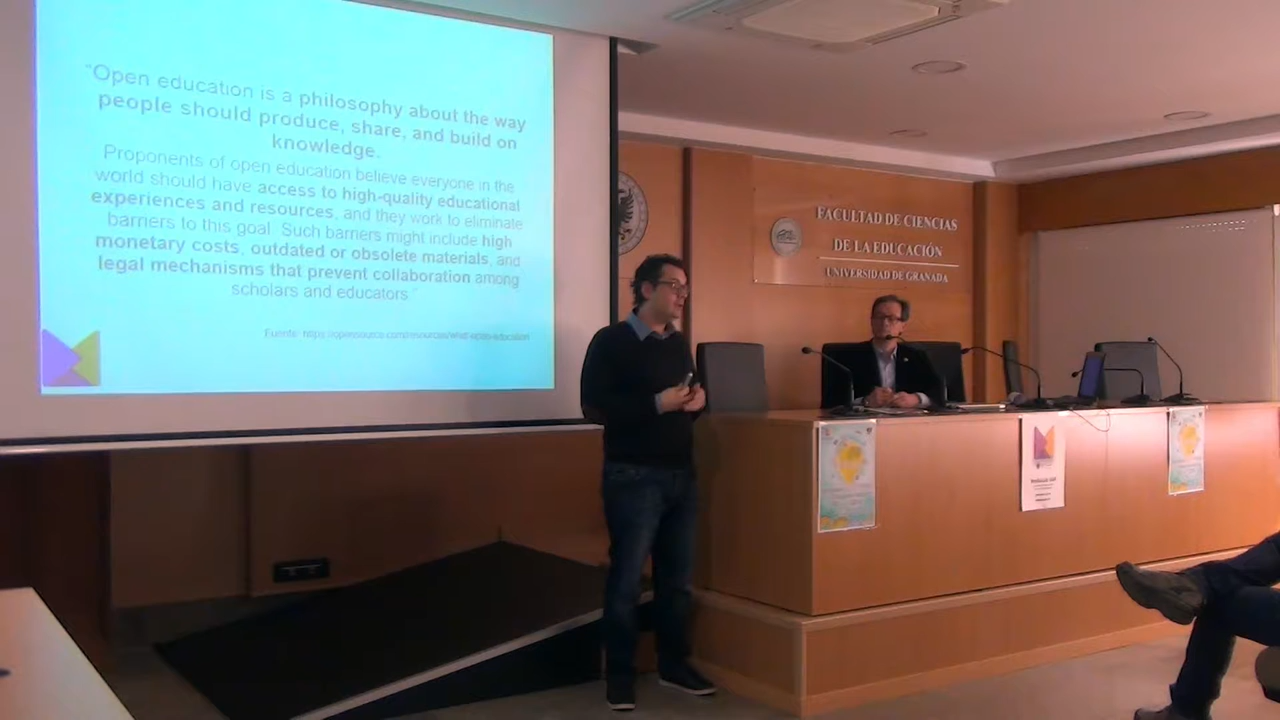 "Open education is a philosophy about the way
people should produce, share, and build on
knowledge.
Proponents of open education believe everyone in the
world should have access to high-quality educational
experiences and resources, and they work to eliminate
barriers to this goal. Such barriers might include high
monetary costs, outdated or obsolete materials, and
legal mechanisms that prevent collaboration among
scholars and educators."
Fuente: https://opensource.com/resources/what-open-education
FACULTAD DE CIENCIAS
DE LA EDUCACIÓN
UNIVERSIDAD DE GRANADA